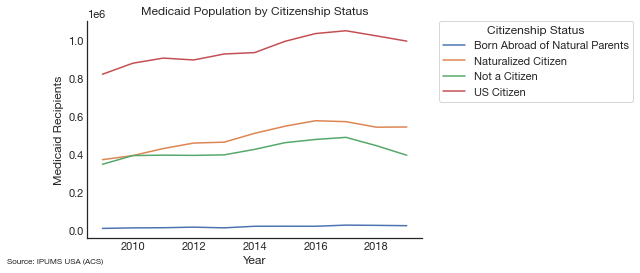 Medicaid Population by Citizenship Status
1e6
1.0
0.8
0.6
0.4
0.2
0.0
Medicaid Recipients
2010 2012 2014 2016 2018
Year
Citizenship Status
Born Abroad of Natural Parents
Naturalized Citizen
Not a Citizen
US Citizen
Source: IPUMS USA (ACS)